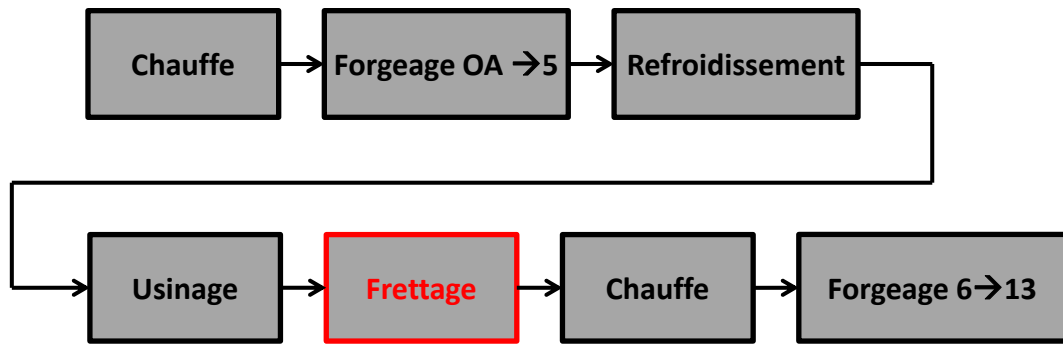 Chauffe
Forgeage OA →5
Refroidissement
Usinage
Frettage
Chauffe
Forgeage 6→13